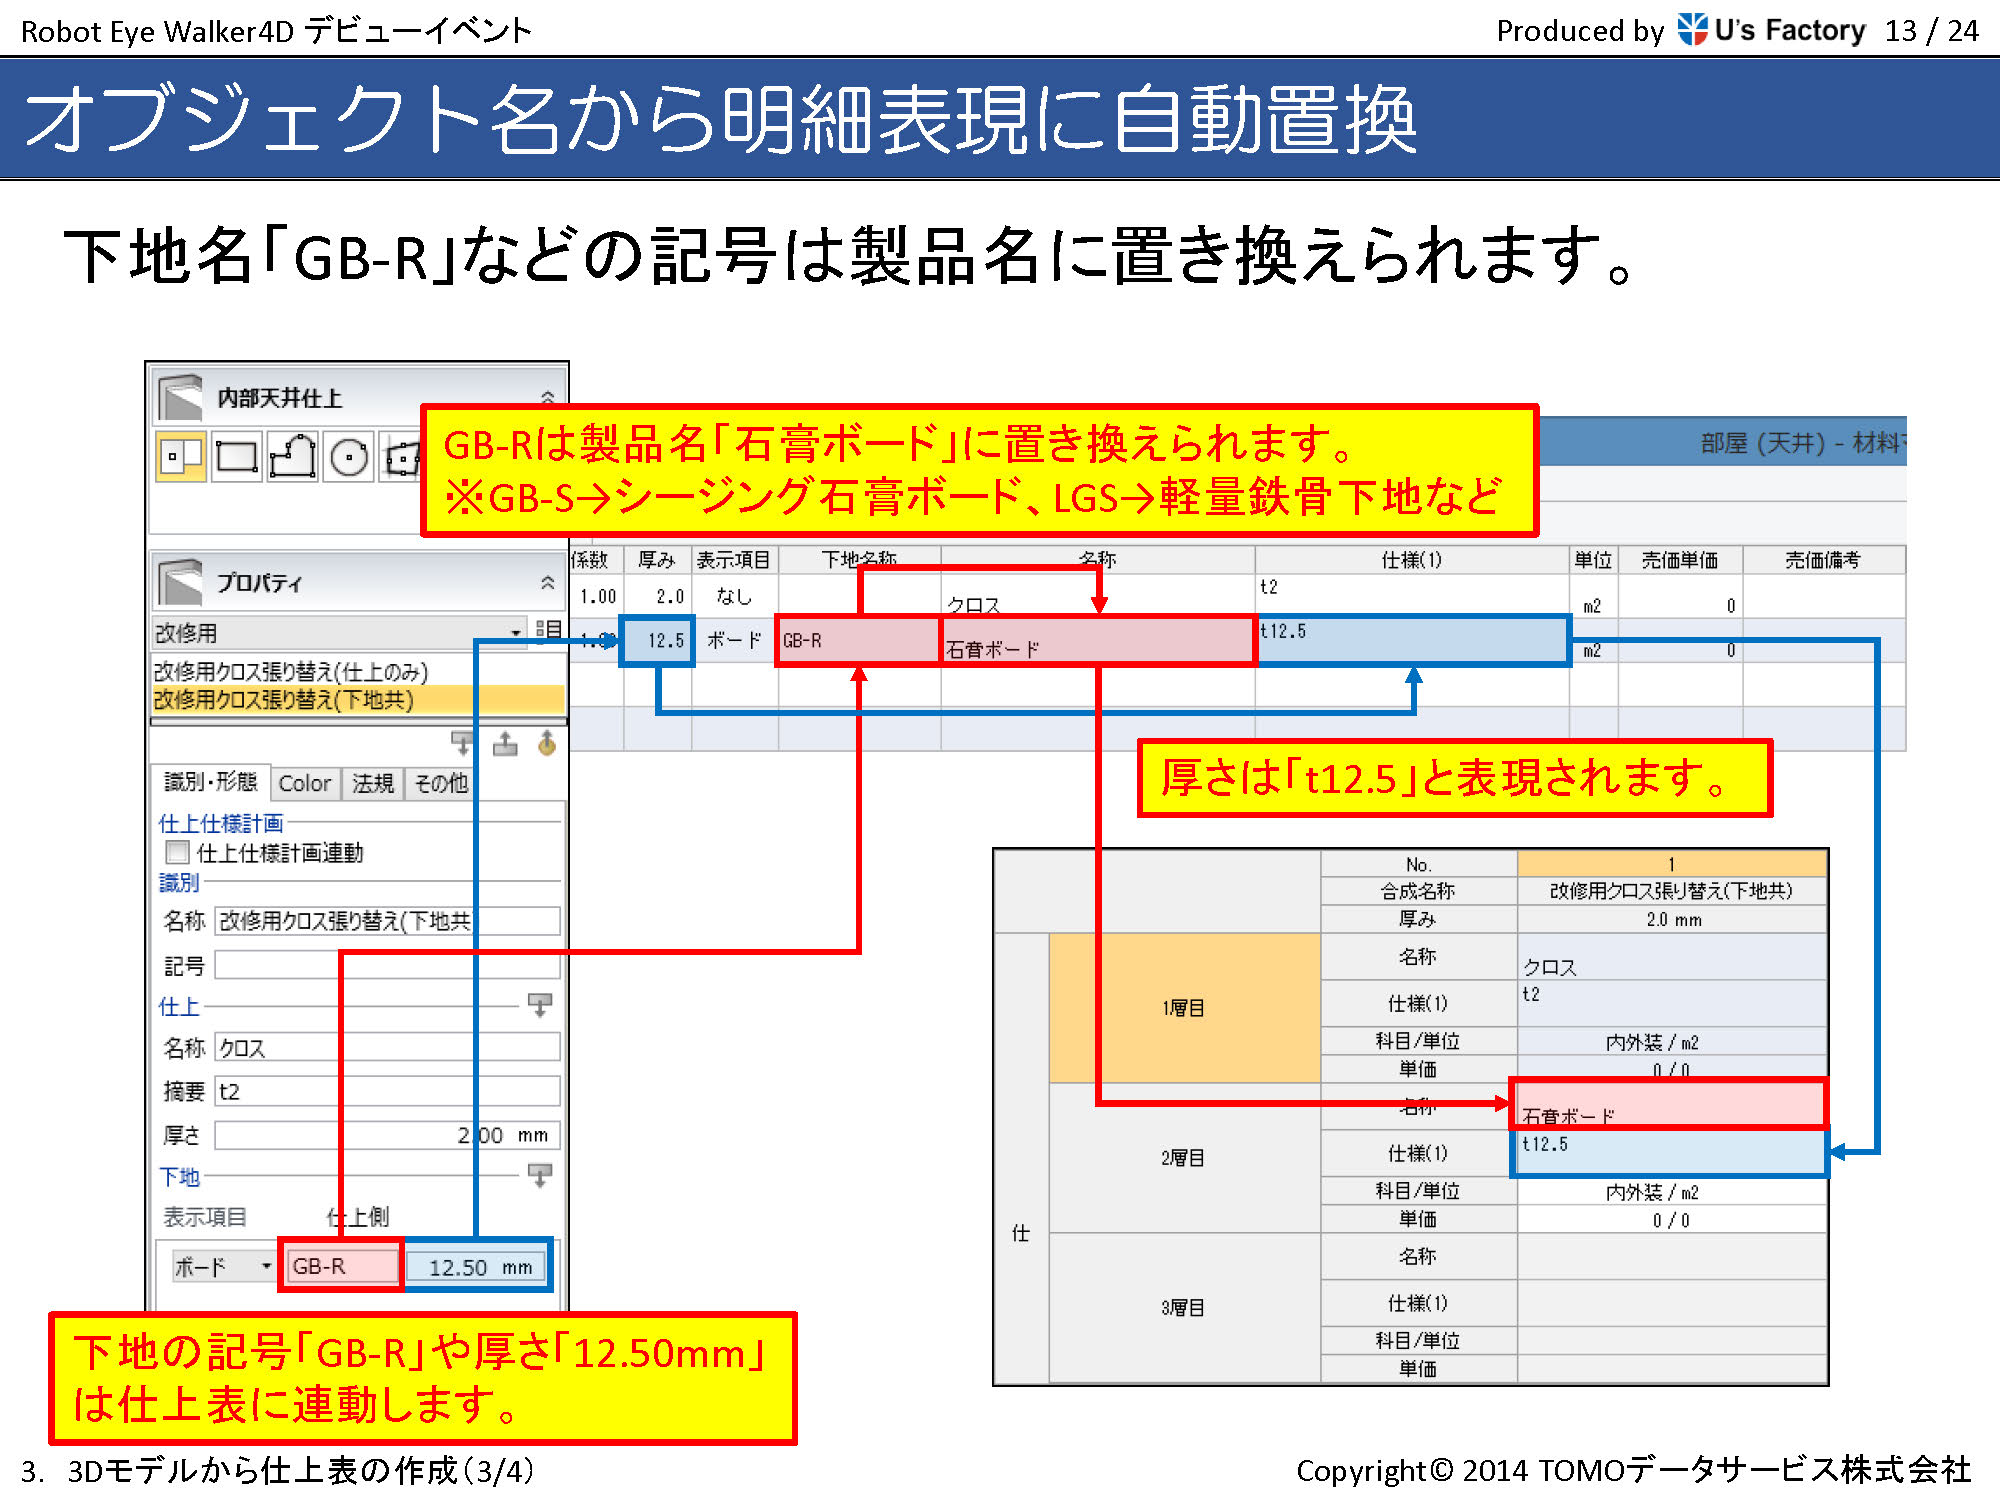 Robot Eye Walker4D デビューイベント
Produced by U's Factory 13 / 24
オブジェクト名から明細表現に自動置換
下地名「GB-R」などの記号は製品名に置き換えられます。
内部天井仕上
GB-Rは製品名「石膏ボード」に置き換えられます。
※GB-S→シージング石膏ボード、LGS→軽量鉄骨下地など
部屋 (天井) - 材料
係数 厚み 表示項目 下地名称 名称 仕様(1) 単位 売価単価 売価備考
1.00 2.0 なし クロス t2 m2 0
12.5 ボード GB-R 石膏ボード t12.5 m2 0
プロパティ
改修用
改修用クロス張り替え(仕上のみ)
改修用クロス張り替え(下地共)
識別・形態 Color 法規 その他
仕上仕様計画
仕上仕様計画連動
識別
名称 改修用クロス張り替え(下地共
記号
仕上
名称 クロス
摘要 t2
厚さ 2.00 mm
下地
表示項目 仕上側
ボード GB-R 12.50 mm
下地の記号「GB-R」や厚さ「12.50mm」
は仕上表に連動します。
厚さは「t12.5」と表現されます。
No. 1
合成名称 改修用クロス張り替え(下地共)
厚み 2.0 mm
仕
1層目
名称 クロス
仕様(1) t2
科目/単位 内外装 / m2
単価 0 / 0
2層目
名称 石膏ボード
仕様(1) t12.5
科目/単位 内外装 / m2
単価 0 / 0
3層目
名称
仕様(1)
科目/単位
単価
3. 3Dモデルから仕上表の作成(3/4)
Copyright© 2014 TOMOデータサービス株式会社